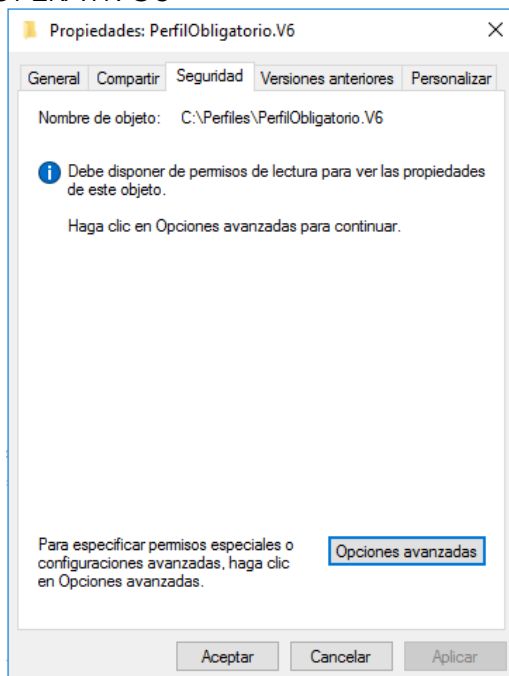 Propiedades: PerfilObligatorio.V6
General Compartir Seguridad Versiones anteriores Personalizar
Nombre de objeto: C:\Perfiles\PerfilObligatorio.V6
Debe disponer de permisos de lectura para ver las propiedades
de este objeto.
Haga clic en Opciones avanzadas para continuar.
Para especificar permisos especiales o
configuraciones avanzadas, haga clic
en Opciones avanzadas.
Opciones avanzadas
Aceptar Cancelar Aplicar